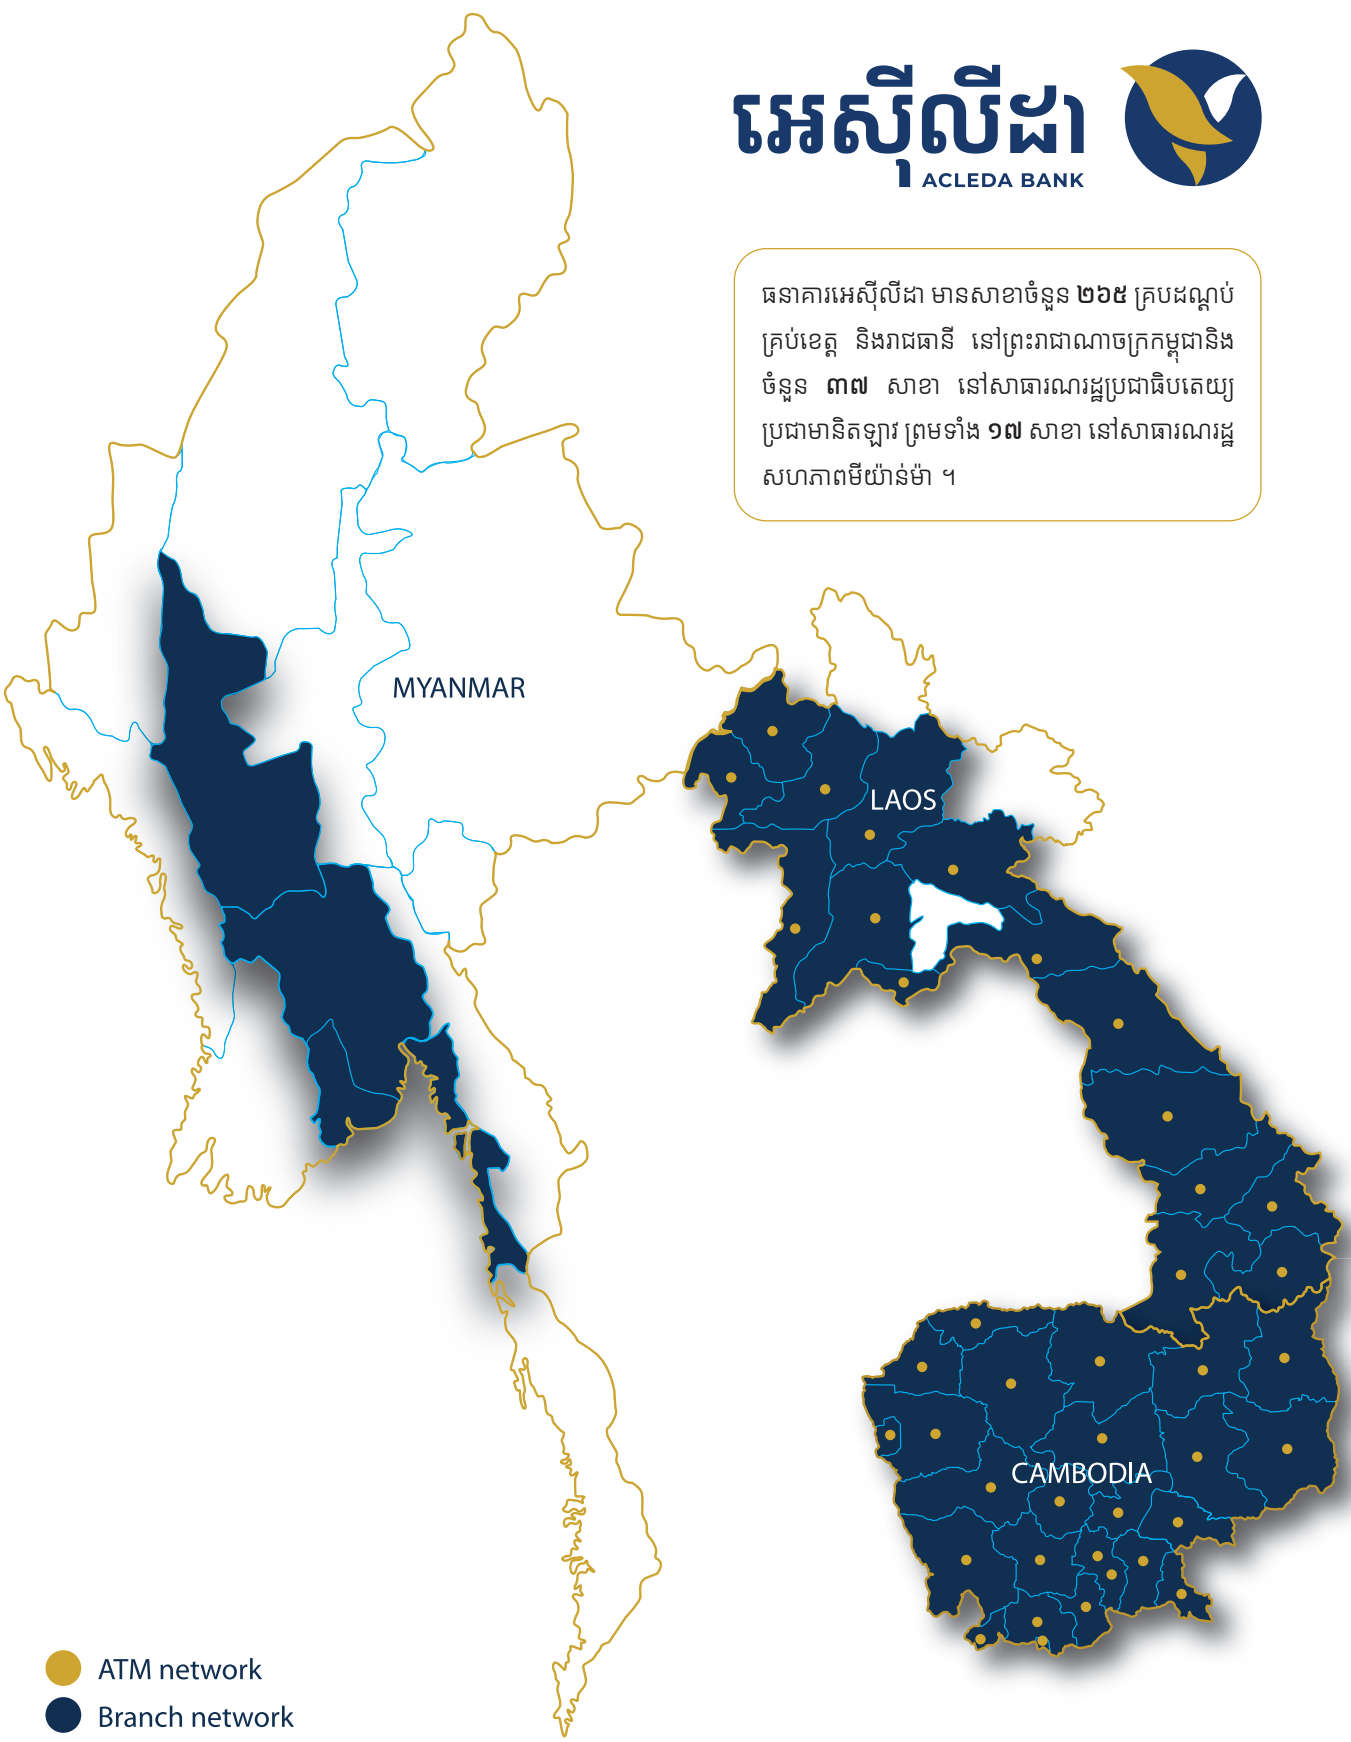 អេស៊ីលីដា
ACLEDA BANK
ធនាគារអេស៊ីលីដា មានសាខាចំនួន ២៦៥ គ្របដណ្តប់
គ្រប់ខេត្ត និងរាជធានី នៅព្រះរាជាណាចក្រកម្ពុជានិង
ចំនួន ៣៧ សាខា នៅសាធារណរដ្ឋប្រជាធិបតេយ្យ
ប្រជាមានិតឡាវ ព្រមទាំង ១៧ សាខា នៅសាធារណរដ្ឋ
សហភាពមីយ៉ាន់ម៉ា ។
MYANMAR
LAOS
CAMBODIA
ATM network
Branch network